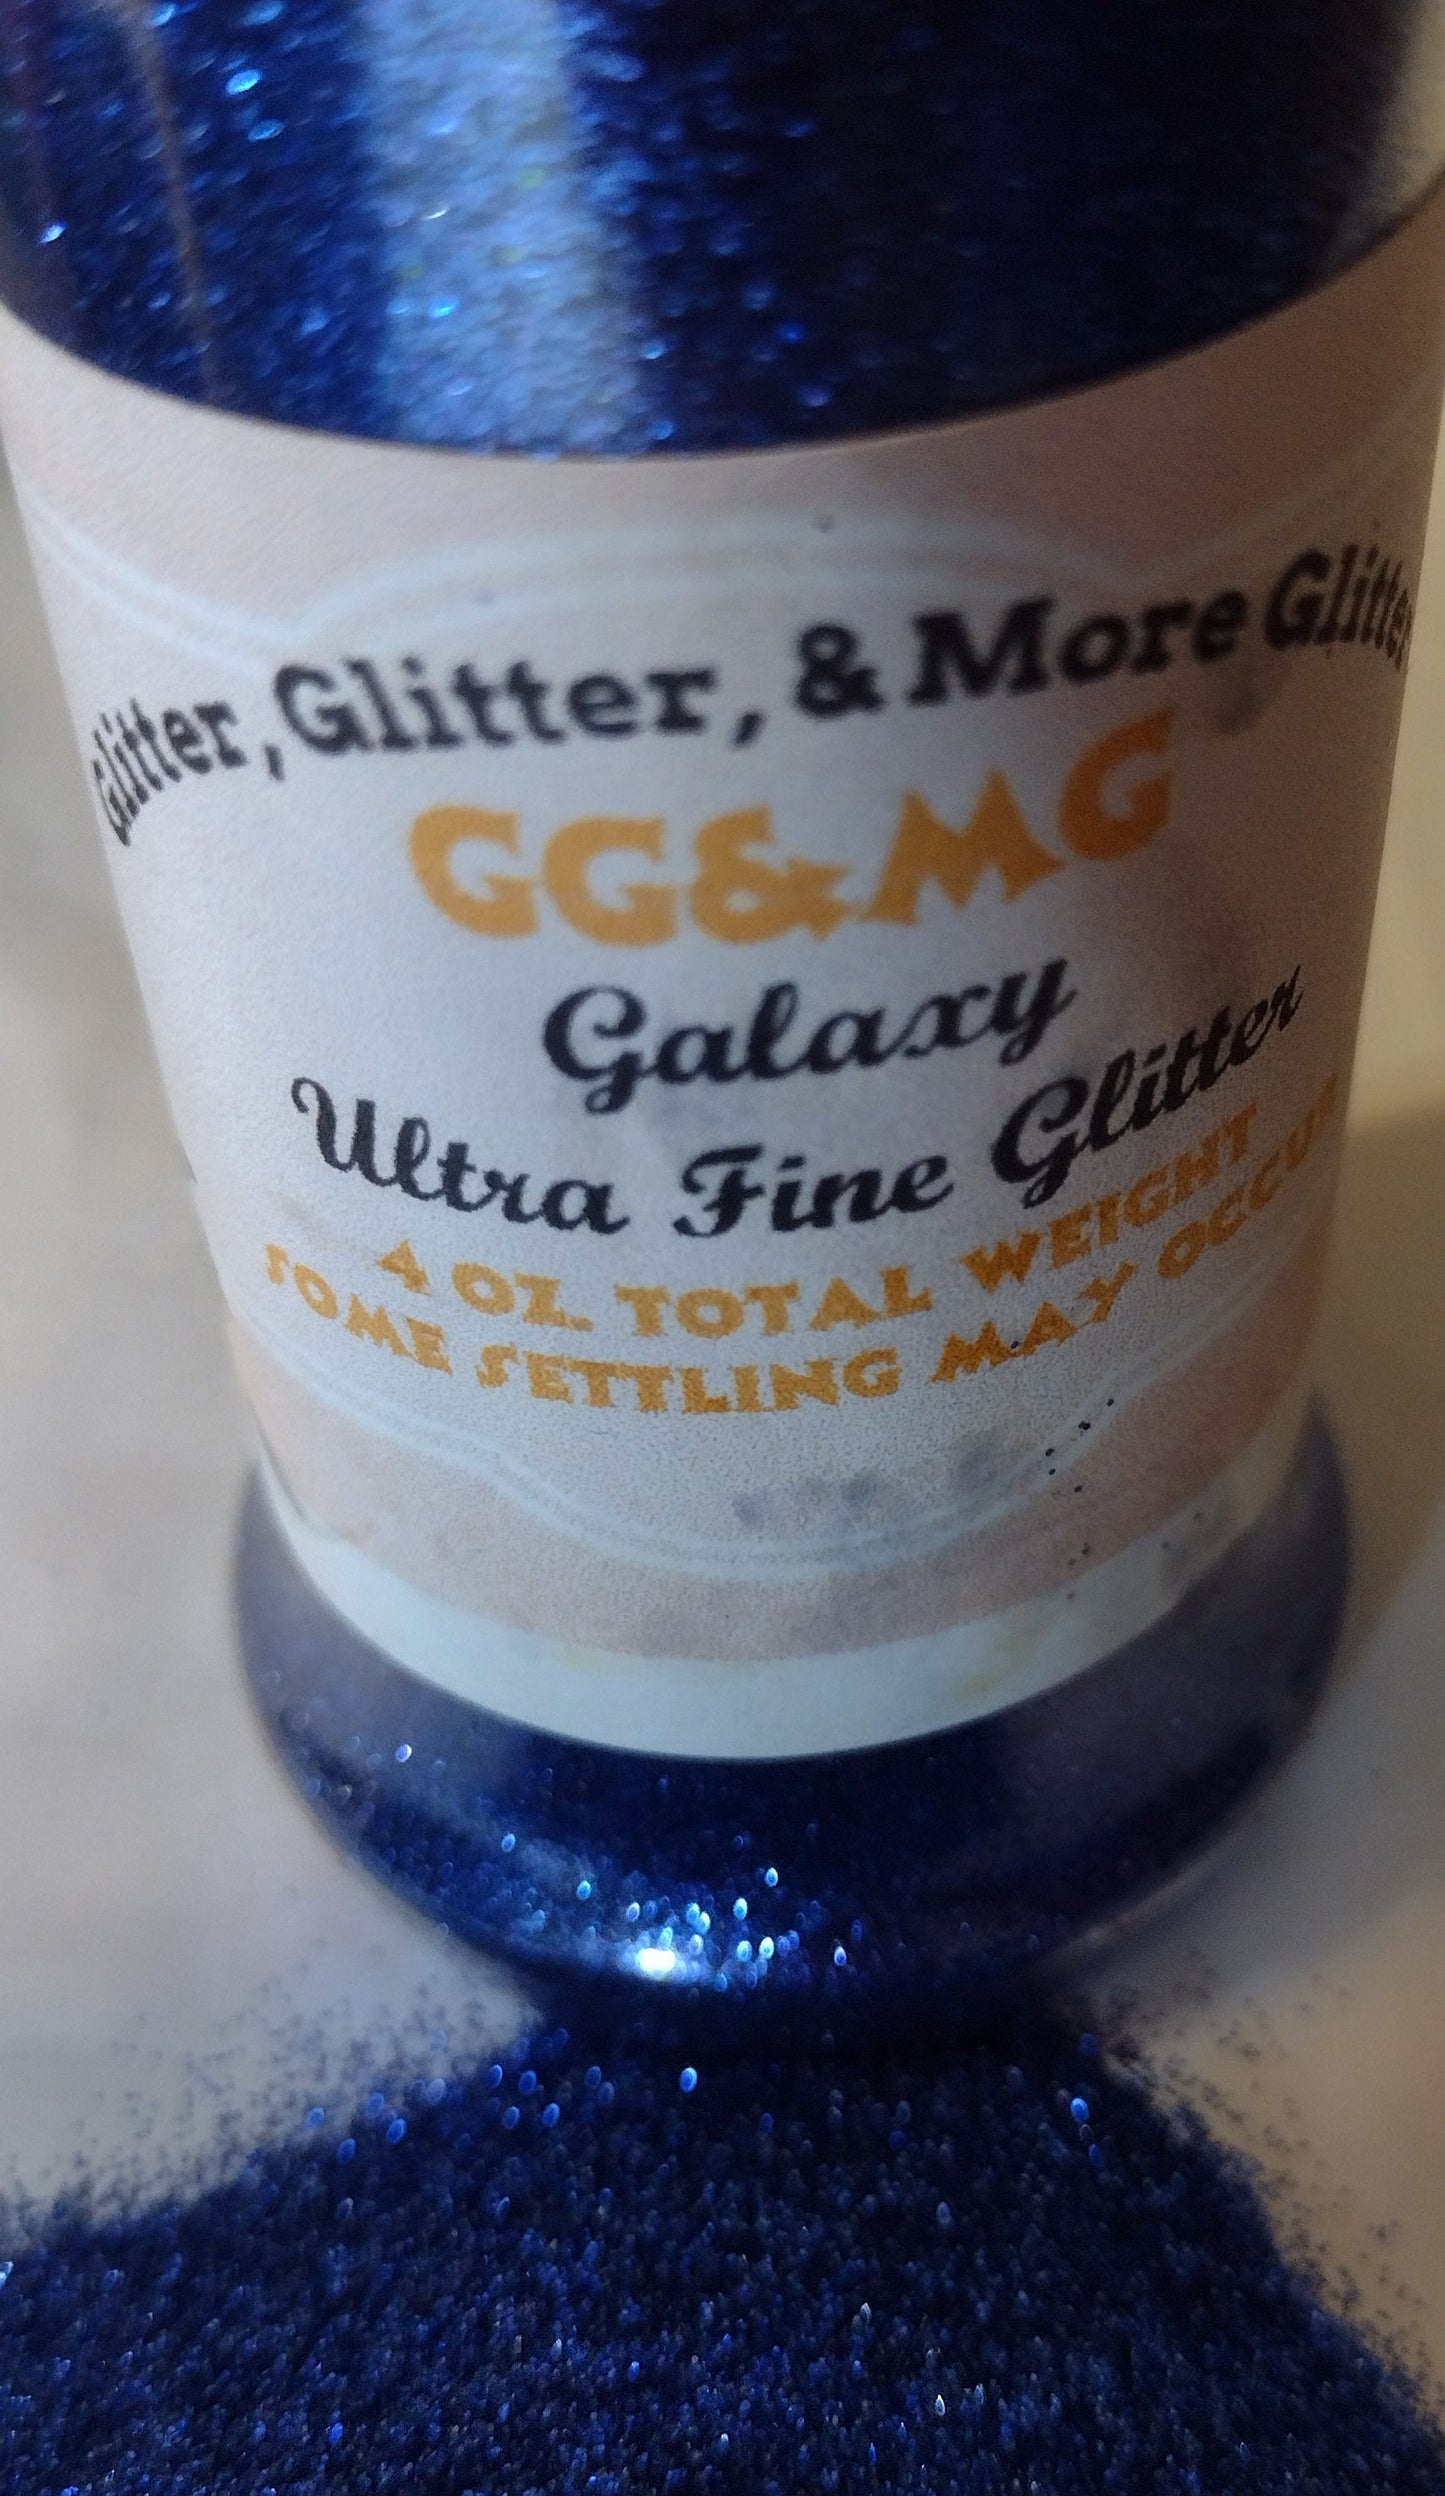 Glitter, Glitter, & More Glitter
GG&MG
Galaxy
Ultra Fine Glitter
4 OZ. TOTAL WEIGHT
SOME SETTLING MAY OCCUR